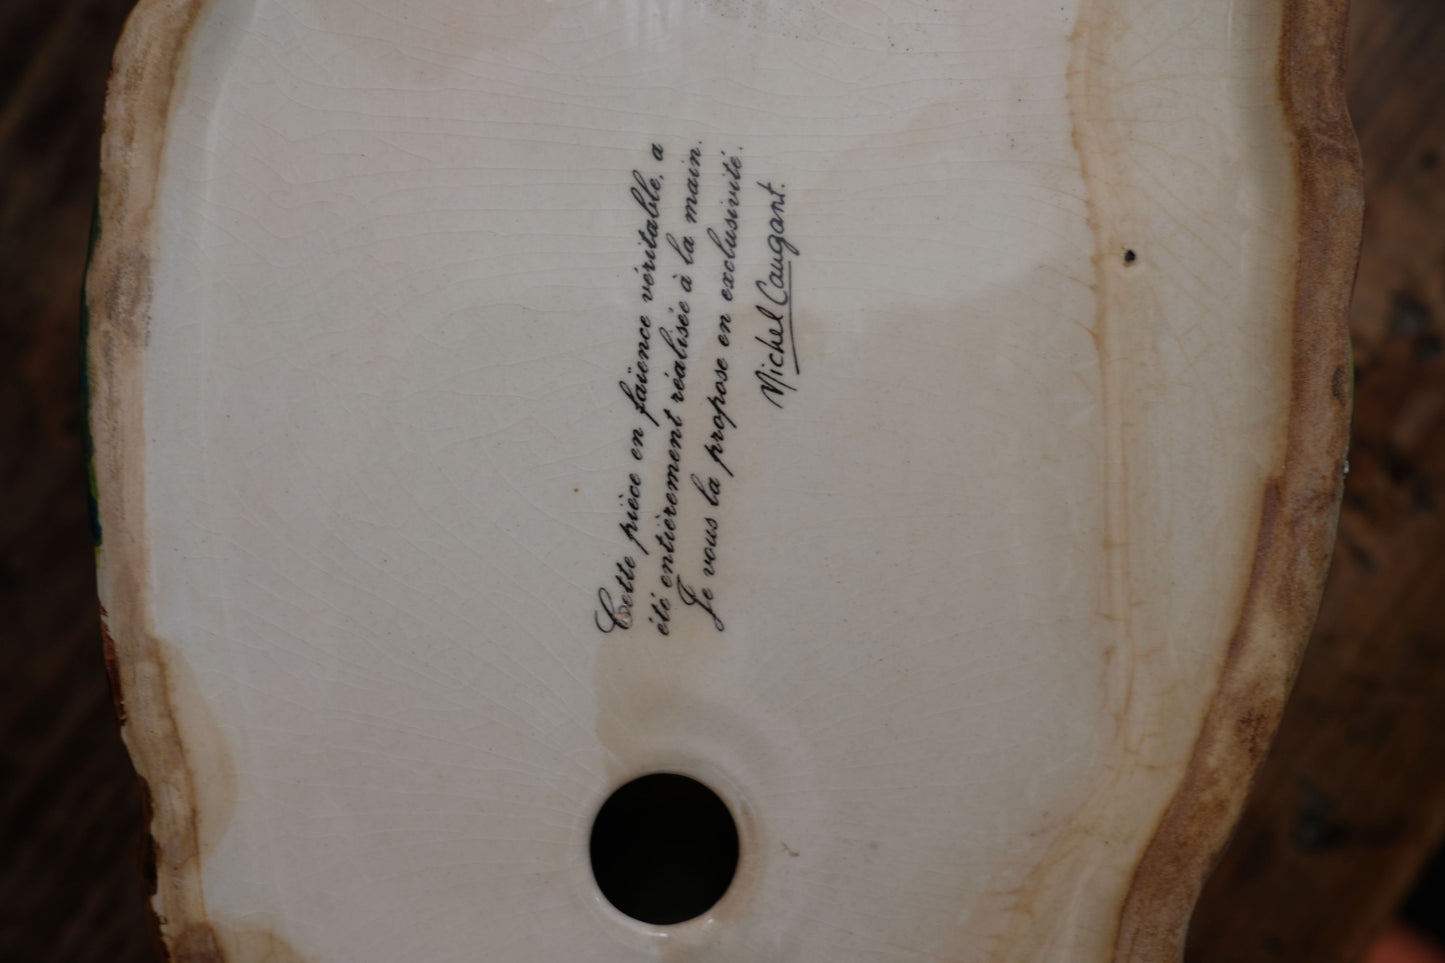 Cette pièce en faïence véritable, a
été entièrement réalisée à la main.
Je vous la propose en exclusivité.
Michel Caugant.